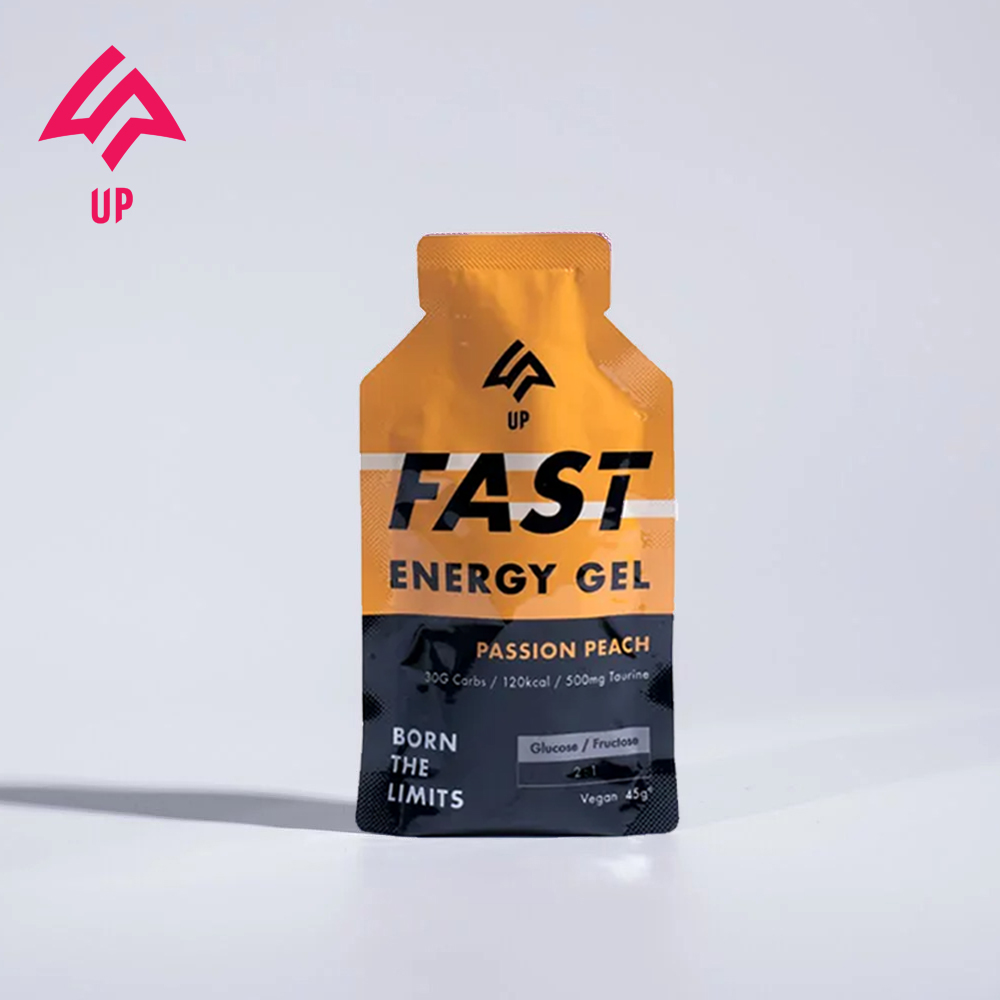 UP
UP
FAST
ENERGY GEL
PASSION PEACH
30G Carbs / 120kcal / 500mg Taurine
BORN
THE
LIMITS
Glucose / Fructose
2:1
Vegan 45g